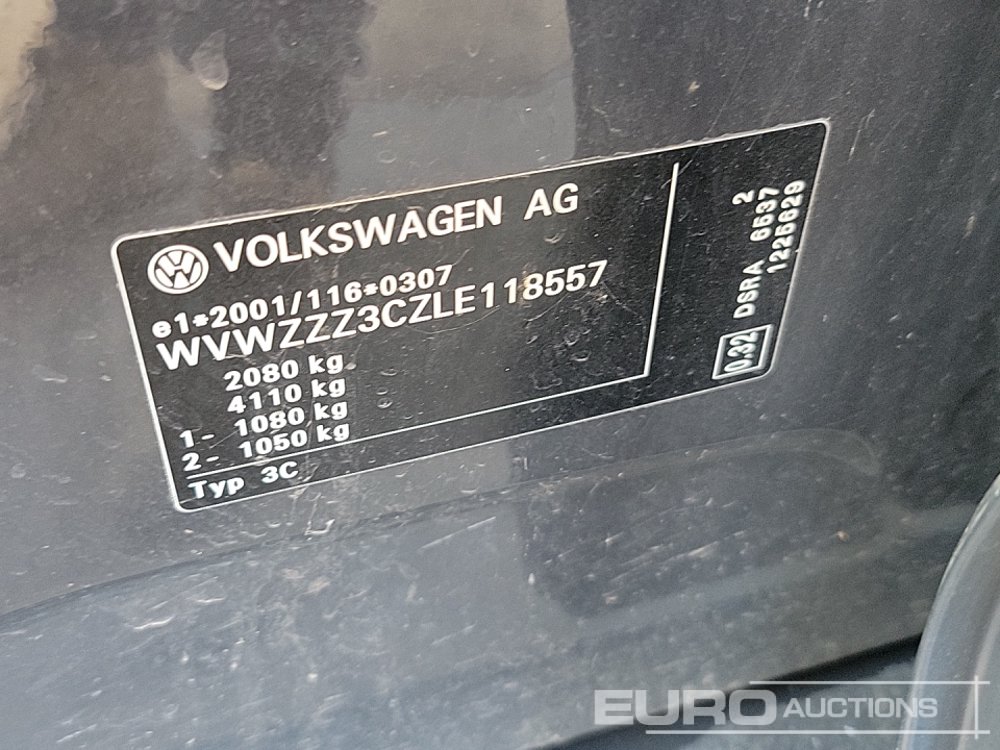 VOLKSWAGEN AG
e1*2001/116*0307
WVWZZZ3CZLE118557
2080 kg
4110 kg
1- 1080 kg
2- 1050 kg
Typ 3C
2
0.32 DSRA 6537
1225629
EURO AUCTIONS